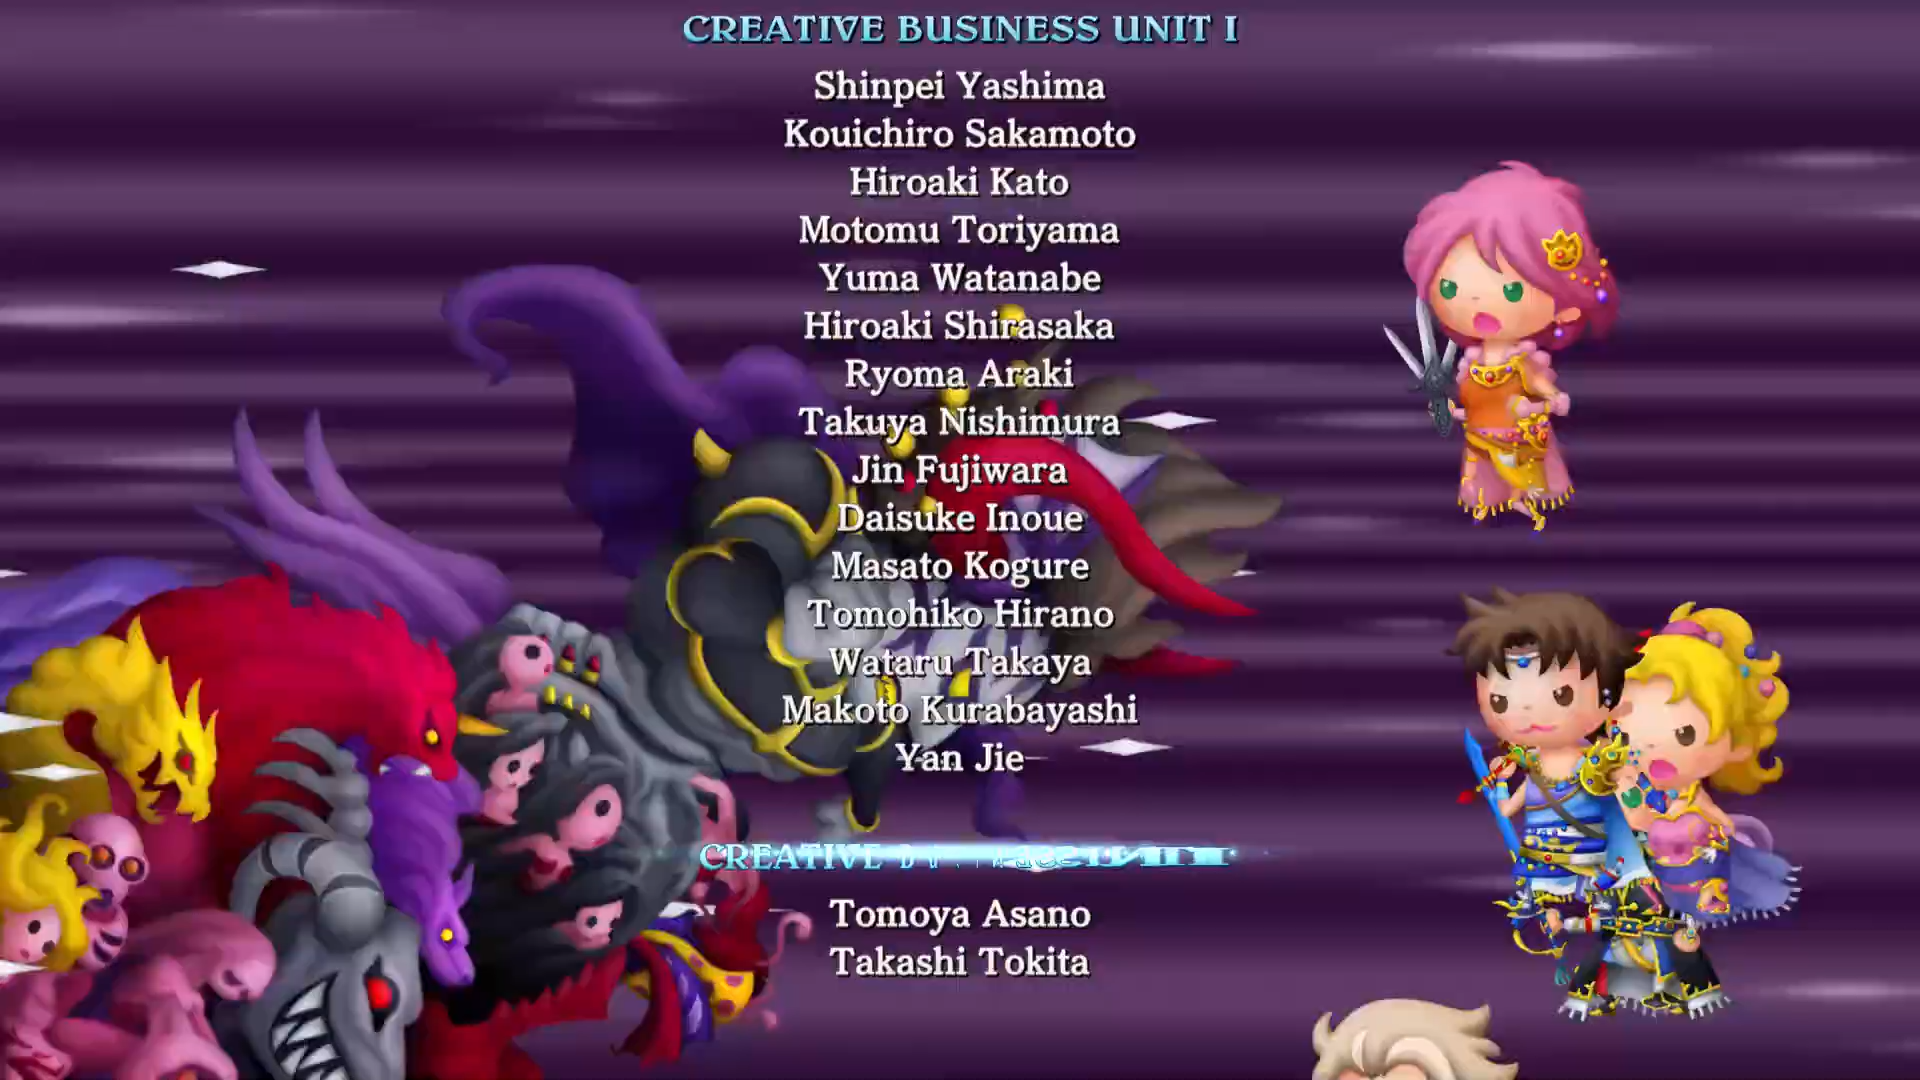 CREATIVE BUSINESS UNIT I
Shinpei Yashima
Kouichiro Sakamoto
Hiroaki Kato
Motomu Toriyama
Yuma Watanabe
Hiroaki Shirasaka
Ryoma Araki
Takuya Nishimura
Jin Fujiwara
Daisuke Inoue
Masato Kogure
Tomohiko Hirano
Wataru Takaya
Makoto Kurabayashi
Yan Jie
CREATIVE
Tomoya Asano
Takashi Tokita